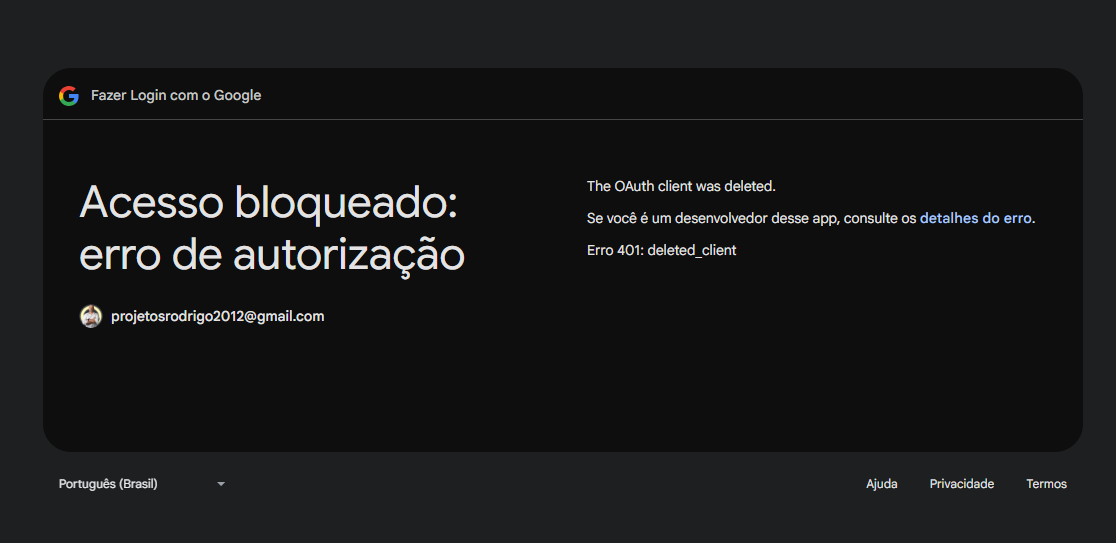 Fazer Login com o Google
Acesso bloqueado:
erro de autorização
projetosrodrigo2012@gmail.com
The OAuth client was deleted.
Se você é um desenvolvedor desse app, consulte os detalhes do erro.
Erro 401: deleted_client
Português (Brasil)
Ajuda
Privacidade
Termos